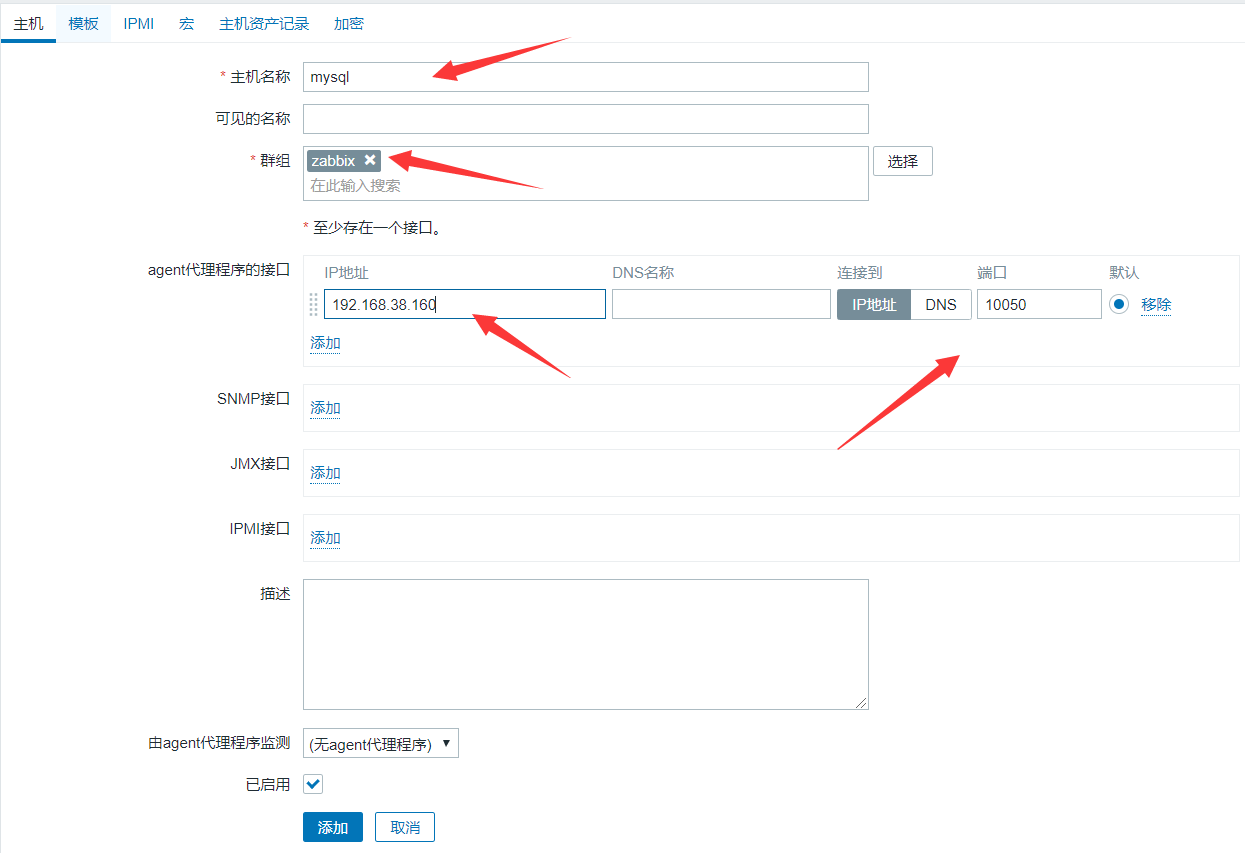 主机 模板 IPMI 宏 主机资产记录 加密
* 主机名称 mysql
可见的名称
* 群组 zabbix 选择
在此输入搜索
* 至少存在一个接口。
agent代理程序的接口 IP地址 DNS名称 连接到 端口 默认
192.168.38.160 IP地址 DNS 10050 移除
添加
SNMP接口 添加
JMX接口 添加
IPMI接口 添加
描述
由agent代理程序监测 (无agent代理程序)
已启用
添加 取消